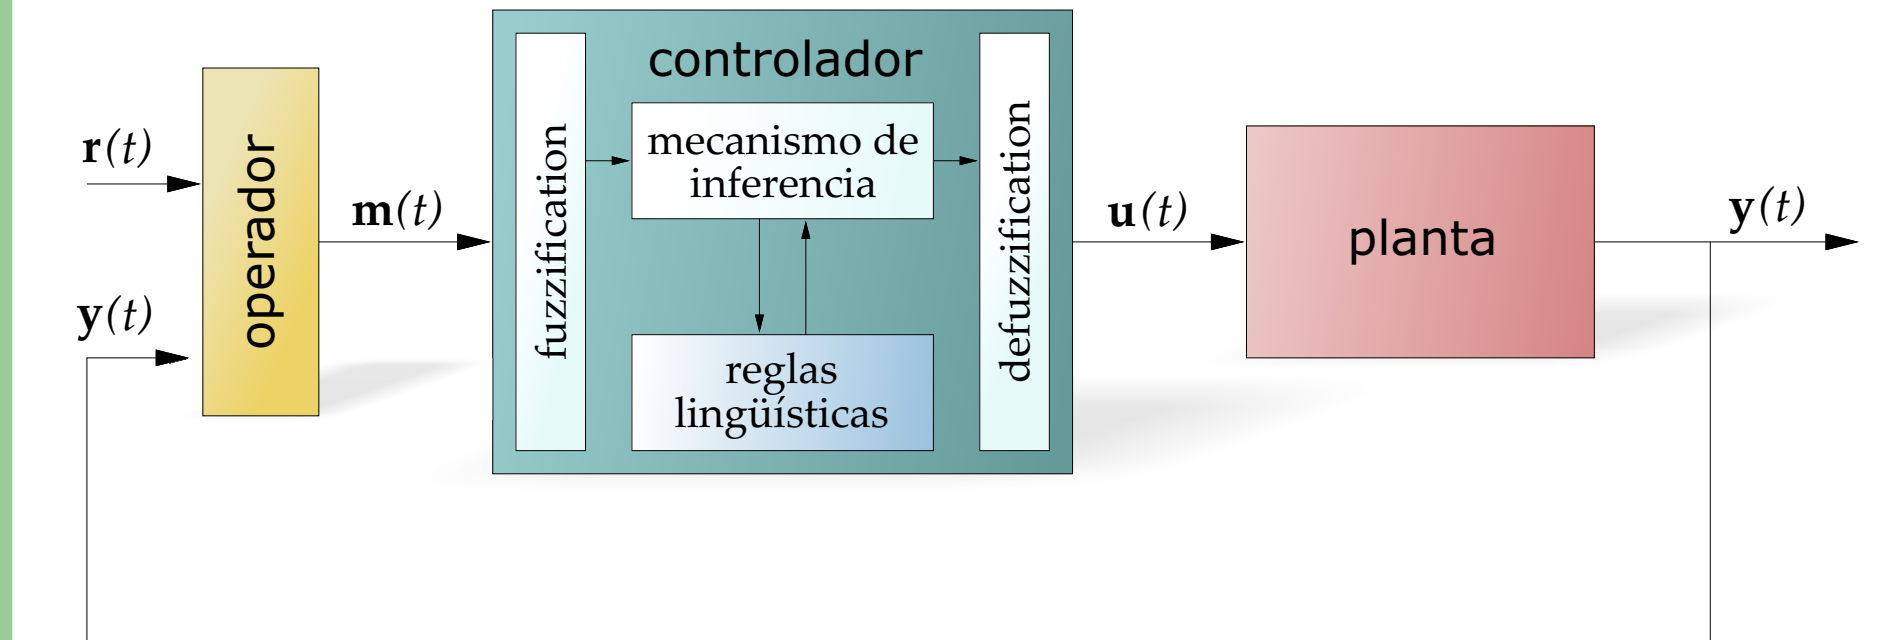 r(t)
y(t)
operador
m(t)
controlador
fuzzification
mecanismo de
inferencia
reglas
lingüísticas
defuzzification
u(t)
planta
y(t)